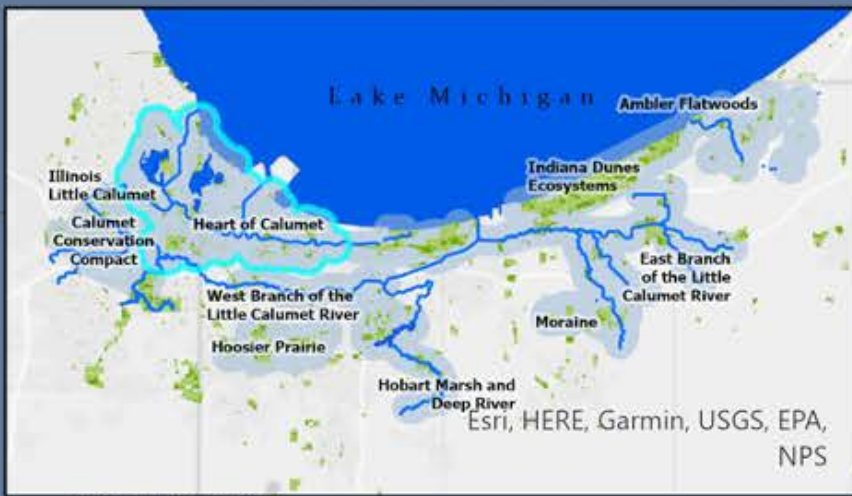 Lake Michigan
Ambler Flatwoods
Indiana Dunes
Ecosystems
Illinois
Little Calumet
Calumet
Conservation
Compact
Heart of Calumet
East Branch
of the Little
Calumet River
West Branch of the
Little Calumet River
Moraine
Hoosier Prairie
Hobart Marsh and
Deep River
Esri, HERE, Garmin, USGS, EPA,
NPS